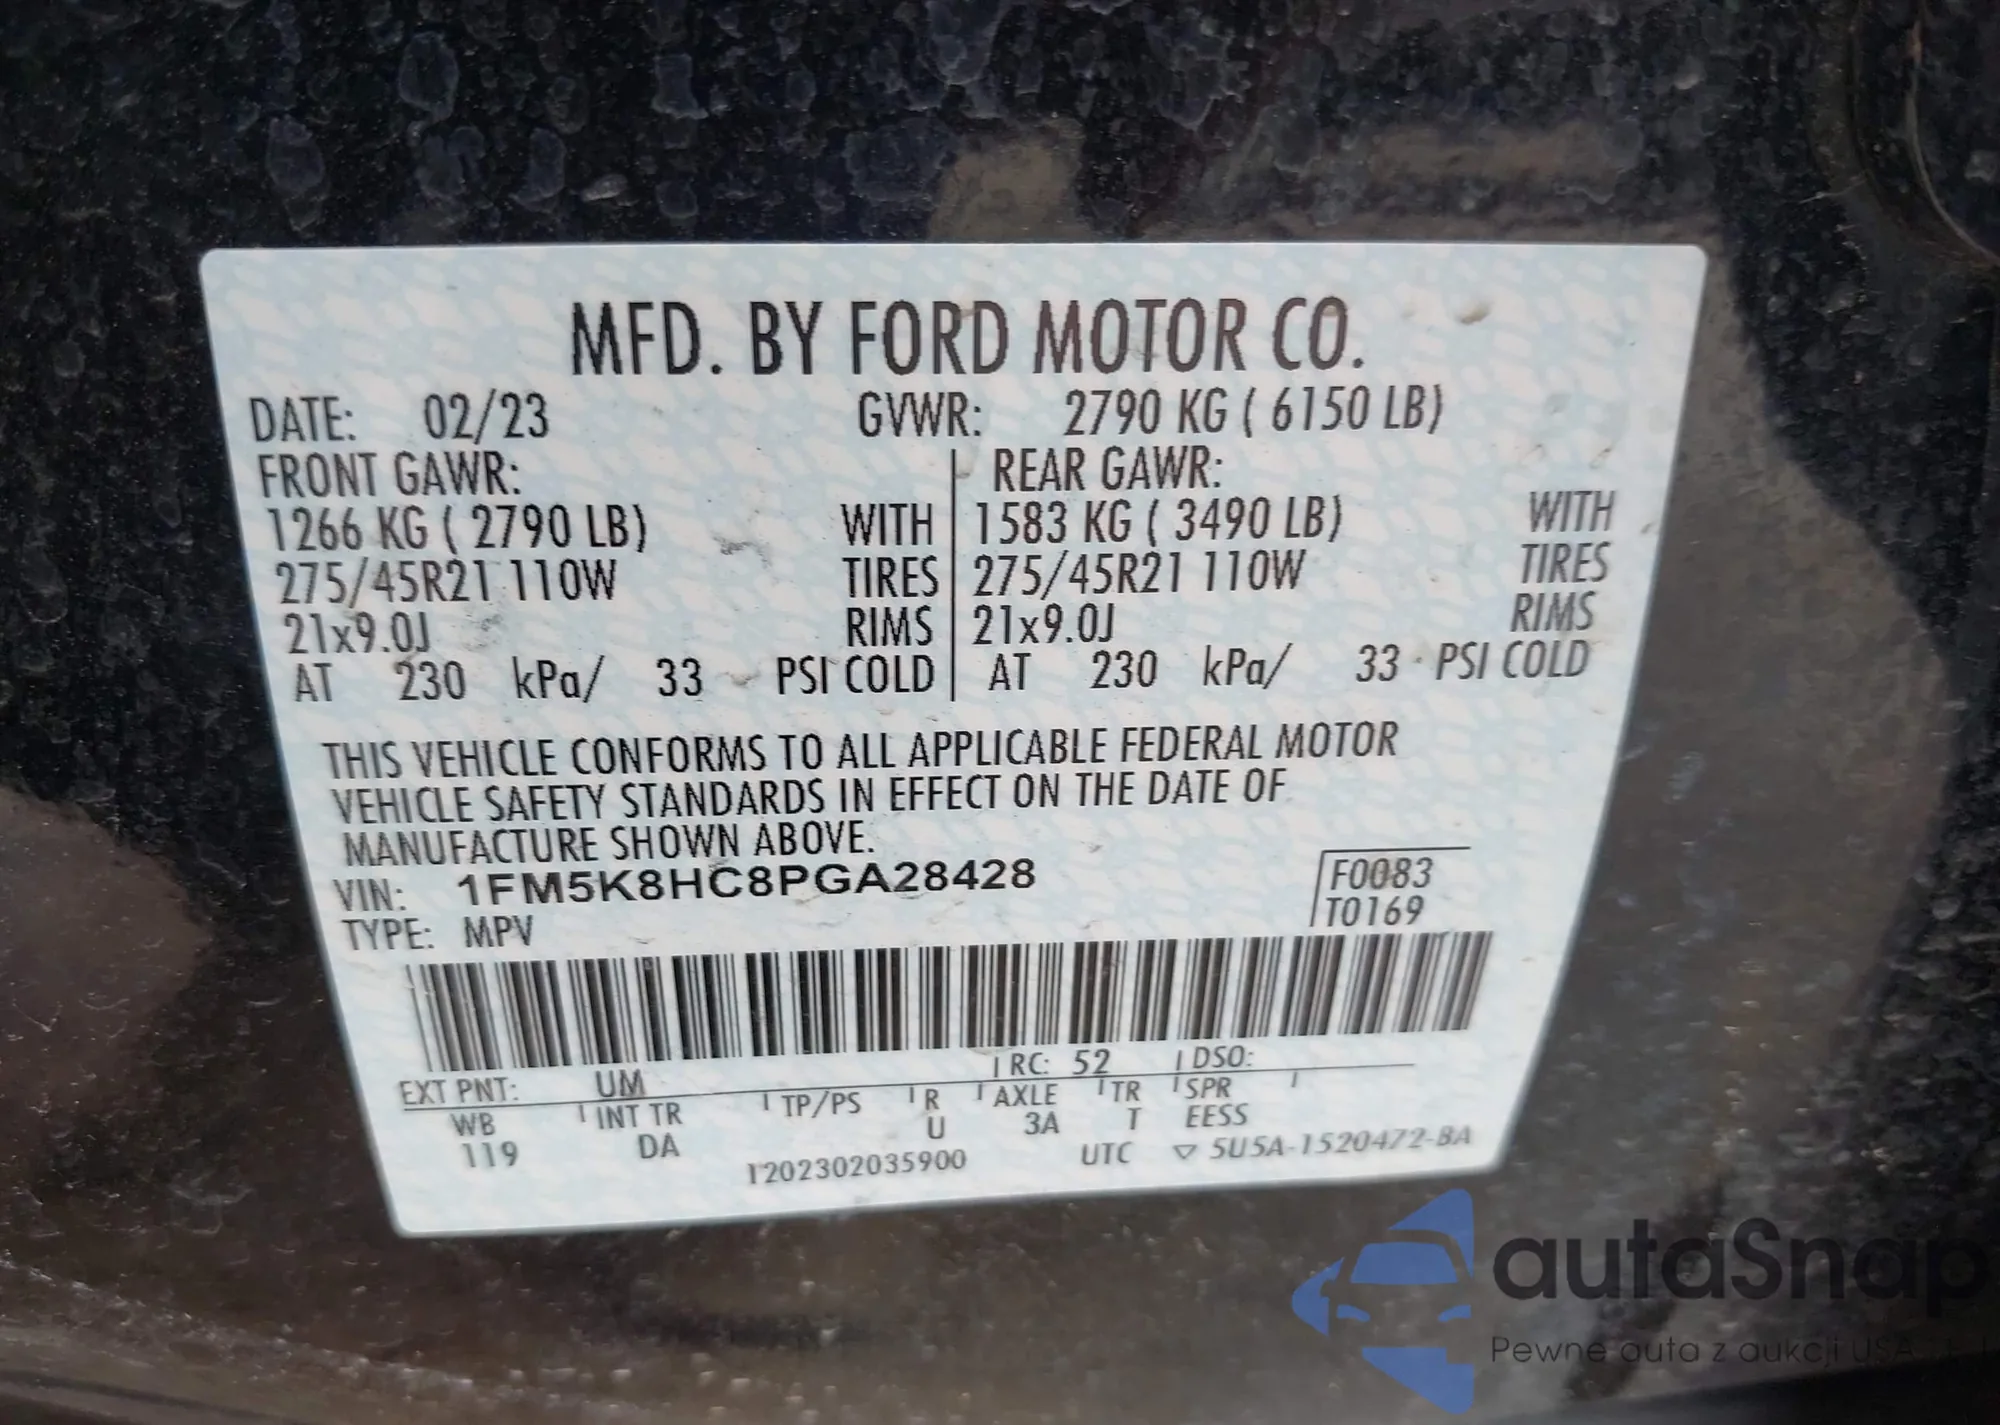 MFD. BY FORD MOTOR CO.
DATE: 02/23 GVWR: 2790 KG ( 6150 LB)
FRONT GAWR: REAR GAWR:
1266 KG ( 2790 LB) WITH 1583 KG ( 3490 LB) WITH
275/45R21 110W TIRES 275/45R21 110W TIRES
21x9.0J RIMS 21x9.0J RIMS
AT 230 kPa/ 33 PSI COLD AT 230 kPa/ 33 PSI COLD
THIS VEHICLE CONFORMS TO ALL APPLICABLE FEDERAL MOTOR
VEHICLE SAFETY STANDARDS IN EFFECT ON THE DATE OF
MANUFACTURE SHOWN ABOVE.
VIN: 1FM5K8HC8PGA28428 F0083
TYPE: MPV T0169
EXT PNT: UM RC: 52 DSO:
WB INT TR TP/PS R AXLE TR SPR
119 DA U 3A T EESS
T202302035900 UTC ▽ 5U5A-1520472-BA
autaSnap
Pewne auta z aukcji USA